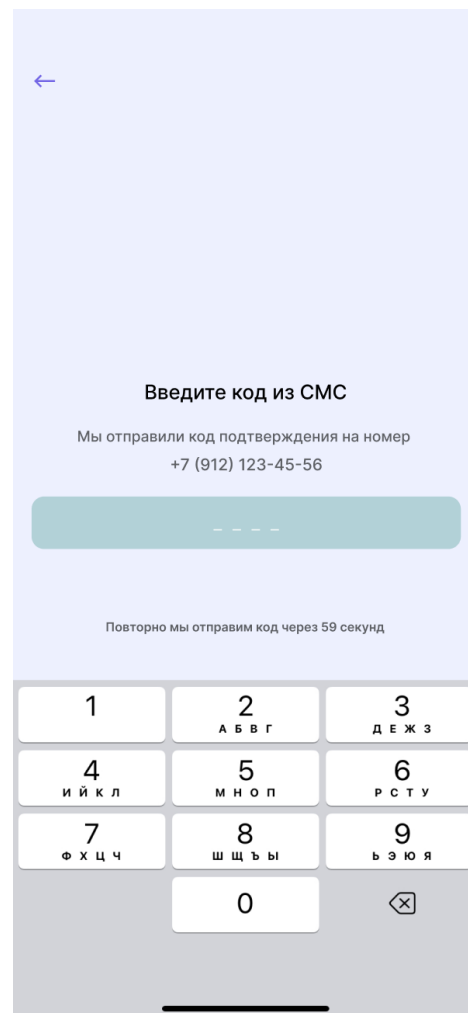 Введите код из СМС
Мы отправили код подтверждения на номер
+7 (912) 123-45-56
_ _ _ _
Повторно мы отправим код через 59 секунд
1 2 3
А Б В Г Д Е Ж З
4 5 6
И Й К Л М Н О П Р С Т У
7 8 9
Ф Х Ц Ч Ш Щ Ъ Ы Ь Э Ю Я
0